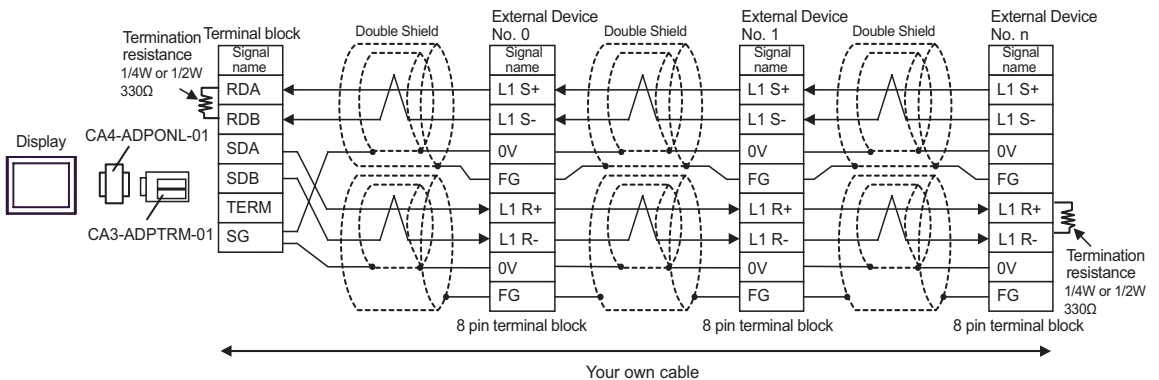 External Device
No. 0
External Device
No. 1
External Device
No. n
Termination
resistance
1/4W or 1/2W
330Ω
Terminal block
Double Shield
Double Shield
Double Shield
Signal
name
RDA
RDB
SDA
SDB
TERM
SG
Signal
name
L1 S+
L1 S-
0V
FG
L1 R+
L1 R-
0V
FG
Signal
name
L1 S+
L1 S-
0V
FG
L1 R+
L1 R-
0V
FG
Signal
name
L1 S+
L1 S-
0V
FG
L1 R+
L1 R-
0V
FG
Display
CA4-ADPONL-01
CA3-ADPTRM-01
Termination
resistance
1/4W or 1/2W
330Ω
8 pin terminal block
8 pin terminal block
8 pin terminal block
Your own cable